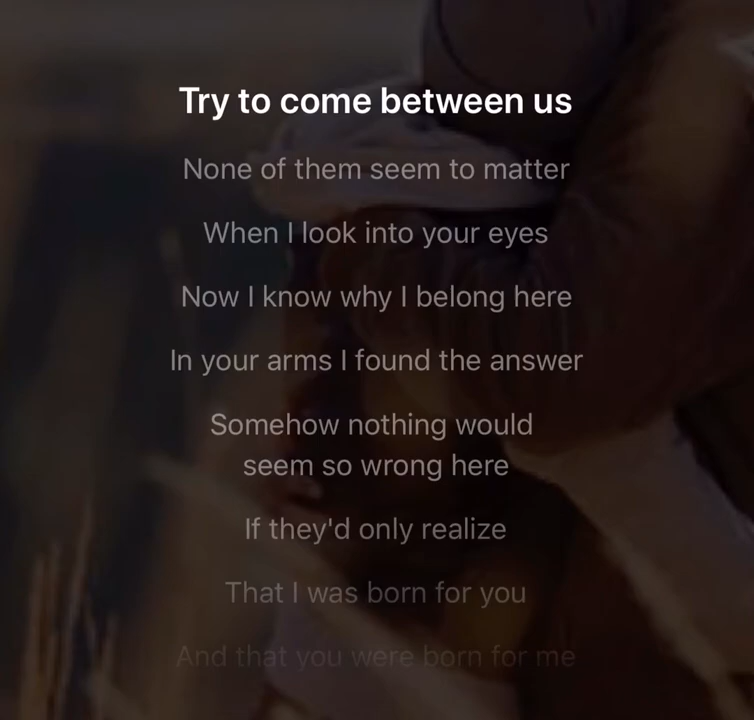 Try to come between us
None of them seem to matter
When I look into your eyes
Now I know why I belong here
In your arms I found the answer
Somehow nothing would
seem so wrong here
If they'd only realize
That I was born for you
And that you were born for me